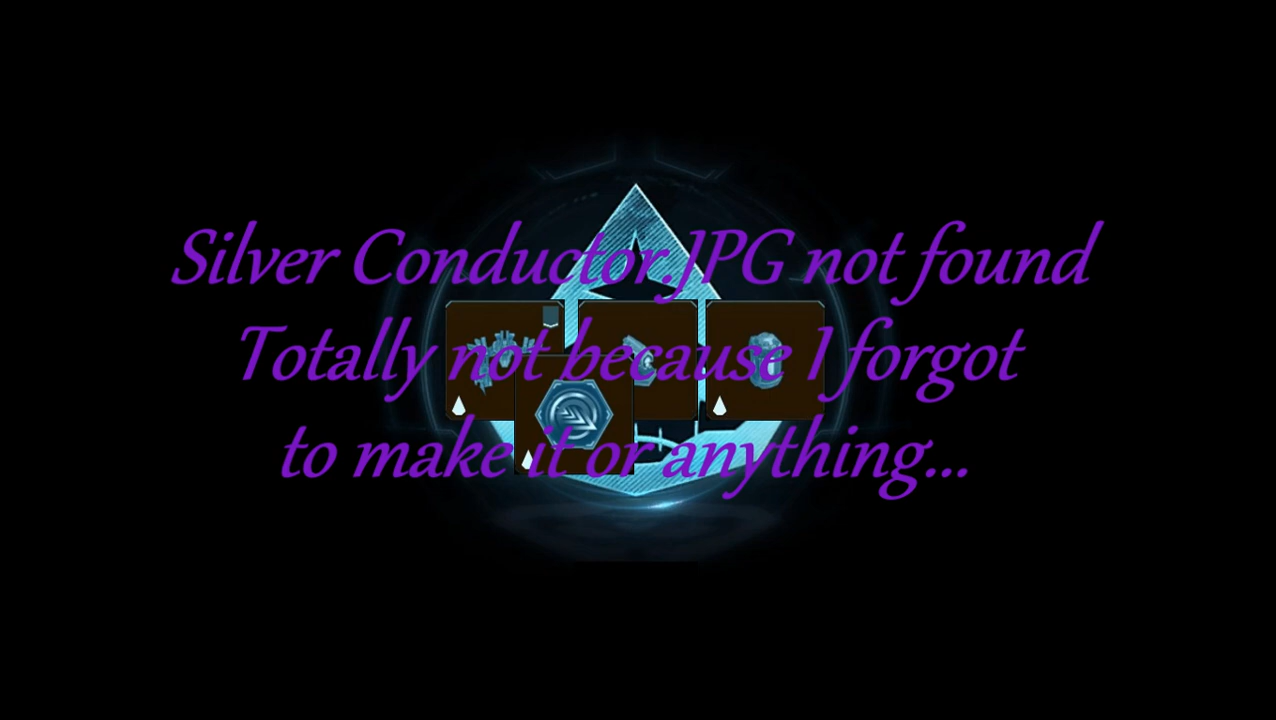 Silver Conductor.JPG not found
Totally not because I forgot
to make it or anything...